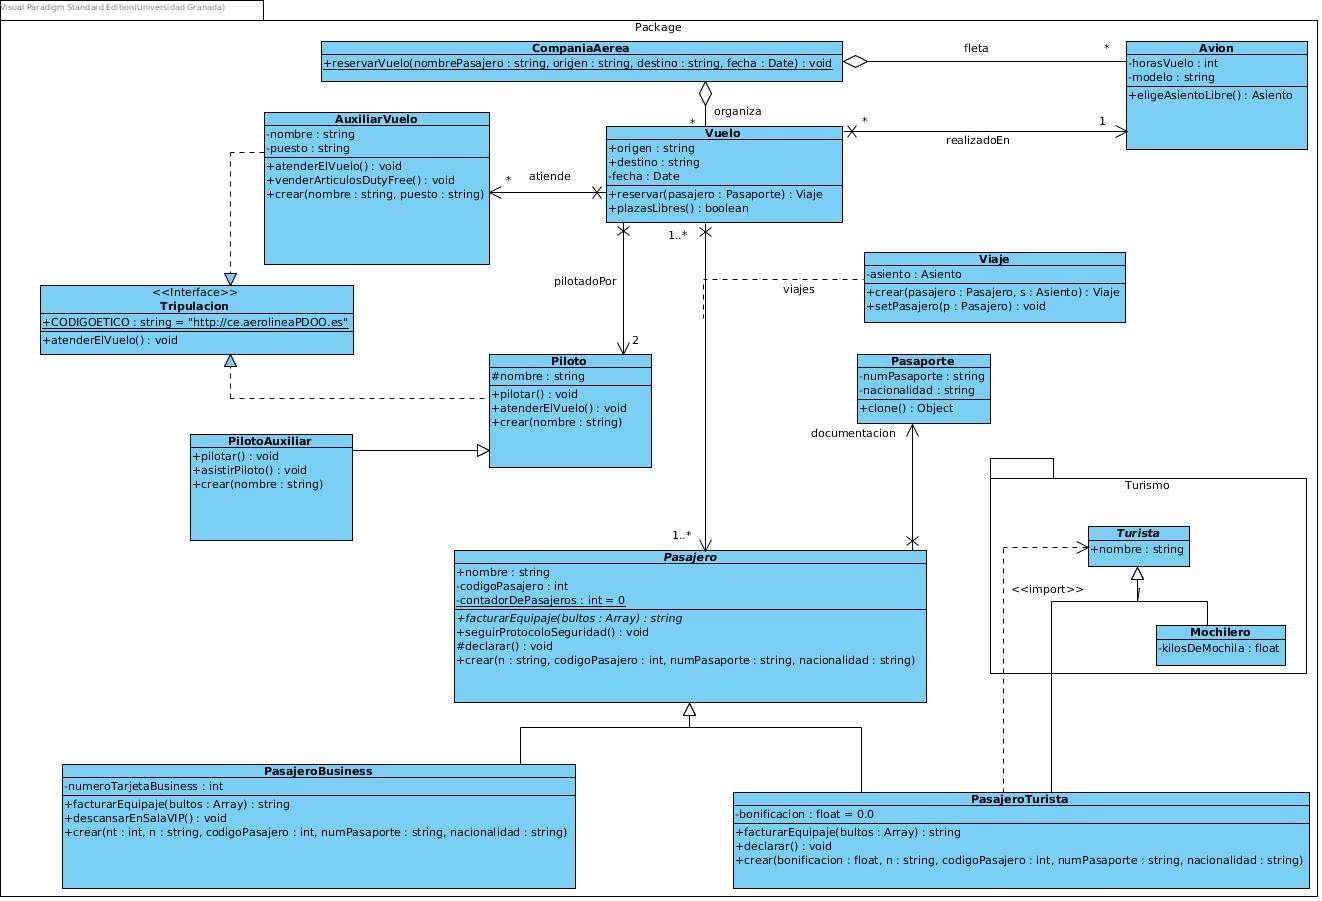 Visual Paradigm Standard Edition(Universidad Granada)
Package
CompaniaAerea
+reservarVuelo(nombrePasajero : string, origen : string, destino : string, fecha : Date) : void
fleta
*
Avion
-horasVuelo : int
-modelo : string
+eligeAsientoLibre() : Asiento
organiza
*
AuxiliarVuelo
-nombre : string
-puesto : string
+atenderElVuelo() : void
+venderArticulosDutyFree() : void
+crear(nombre : string, puesto : string)
* atiende
Vuelo
+origen : string
+destino : string
-fecha : Date
+reservar(pasajero : Pasaporte) : Viaje
+plazasLibres() : boolean
*
1
realizadoEn
1..*
pilotadoPor
2
viajes
Viaje
-asiento : Asiento
+crear(pasajero : Pasajero, s : Asiento) : Viaje
+setPasajero(p : Pasajero) : void
<<Interface>>
Tripulacion
+CODIGOETICO : string = "http://ce.aerolineaPDOO.es"
+atenderElVuelo() : void
Piloto
#nombre : string
+pilotar() : void
+atenderElVuelo() : void
+crear(nombre : string)
Pasaporte
-numPasaporte : string
-nacionalidad : string
+clone() : Object
documentacion
PilotoAuxiliar
+pilotar() : void
+asistirPiloto() : void
+crear(nombre : string)
Turismo
Turista
+nombre : string
<<import>>
Mochilero
-kilosDeMochila : float
1..*
Pasajero
+nombre : string
-codigoPasajero : int
-contadorDePasajeros : int = 0
+facturarEquipaje(bultos : Array) : string
+seguirProtocoloSeguridad() : void
#declarar() : void
+crear(n : string, codigoPasajero : int, numPasaporte : string, nacionalidad : string)
PasajeroBusiness
-numeroTarjetaBusiness : int
+facturarEquipaje(bultos : Array) : string
+descansarEnSalaVIP() : void
+crear(nt : int, n : string, codigoPasajero : int, numPasaporte : string, nacionalidad : string)
PasajeroTurista
-bonificacion : float = 0.0
+facturarEquipaje(bultos : Array) : string
+declarar() : void
+crear(bonificacion : float, n : string, codigoPasajero : int, numPasaporte : string, nacionalidad : string)